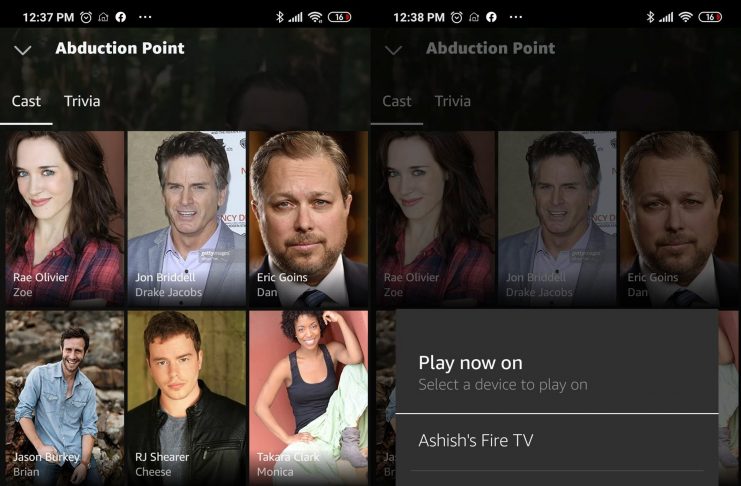 12:37 PM
16
Abduction Point
Cast Trivia
Rae Olivier
Zoe
gettyimages
Jon Briddell
Drake Jacobs
Eric Goins
Dan
Jason Burkey
Brian
RJ Shearer
Cheese
Takara Clark
Monica
12:38 PM
16
Abduction Point
Cast Trivia
Rae Olivier
Zoe
gettyimages
Jon Briddell
Drake Jacobs
Eric Goins
Dan
Play now on
Select a device to play on
Ashish's Fire TV